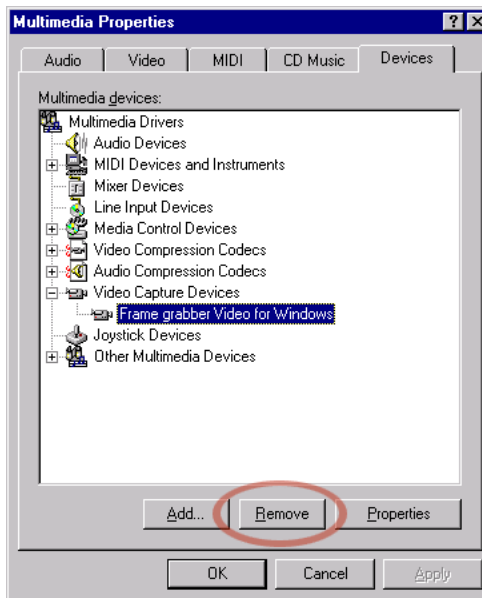 Multimedia Properties
Audio Video MIDI CD Music Devices
Multimedia devices:
Multimedia Drivers
Audio Devices
MIDI Devices and Instruments
Mixer Devices
Line Input Devices
Media Control Devices
Video Compression Codecs
Audio Compression Codecs
Video Capture Devices
Frame grabber Video for Windows
Joystick Devices
Other Multimedia Devices
Add... Remove Properties
OK Cancel Apply